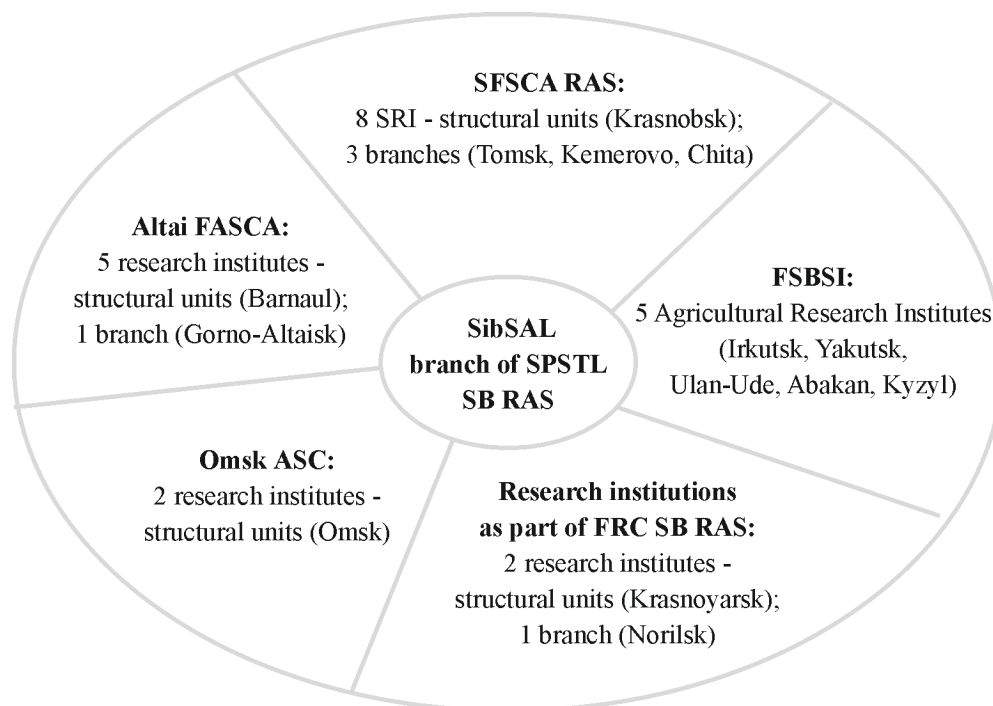 SFSCA RAS:
8 SRI - structural units (Krasnobsk);
3 branches (Tomsk, Kemerovo, Chita)
Altai FASCA:
5 research institutes -
structural units (Barnaul);
1 branch (Gorno-Altaisk)
FSBSI:
5 Agricultural Research Institutes
(Irkutsk, Yakutsk,
Ulan-Ude, Abakan, Kyzyl)
SibSAL
branch of SPSTL
SB RAS
Omsk ASC:
2 research institutes -
structural units (Omsk)
Research institutions
as part of FRC SB RAS:
2 research institutes -
structural units (Krasnoyarsk);
1 branch (Norilsk)